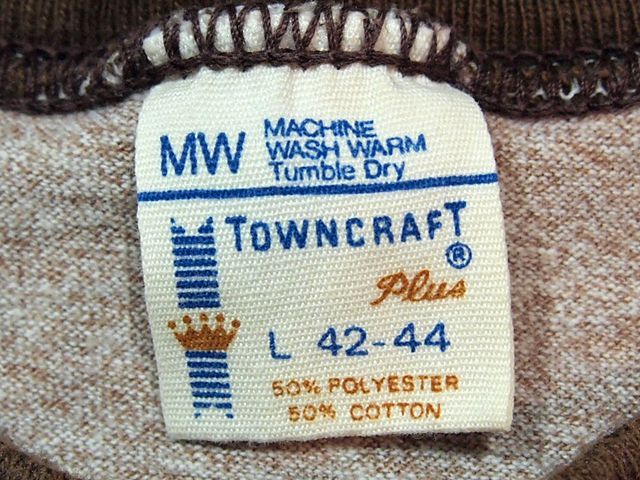 MW
MACHINE
WASH WARM
Tumble Dry
TOWNCRAFT®
Plus
L 42-44
50% POLYESTER
50% COTTON